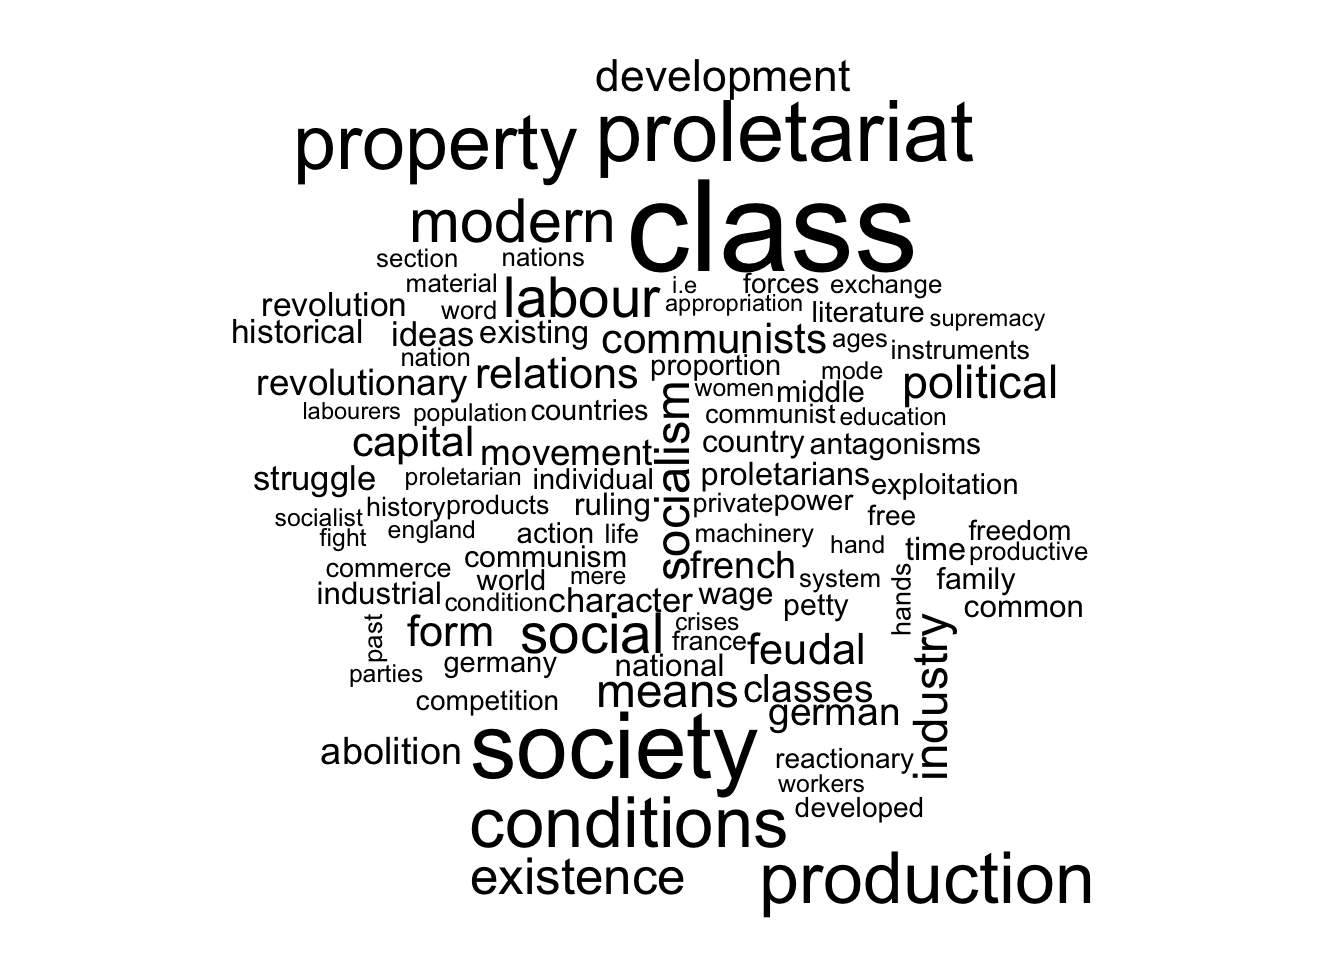 development
property proletariat
modern class
section nations
material labour i.e forces exchange
revolution word appropriation literature supremacy
historical ideas existing communists ages instruments
nation relations proportion mode
revolutionary women middle political
labourers population countries socialism communist education
capital movement country antagonisms
struggle proletarian individual proletarians exploitation
history products ruling private power
socialist england action life machinery free freedom
fight hand time productive
commerce communism french
world mere system family
industrial condition character wage petty hands common
past form social crises industry
france feudal
parties germany national
competition means classes
german
abolition society reactionary
workers
conditions developed
existence production